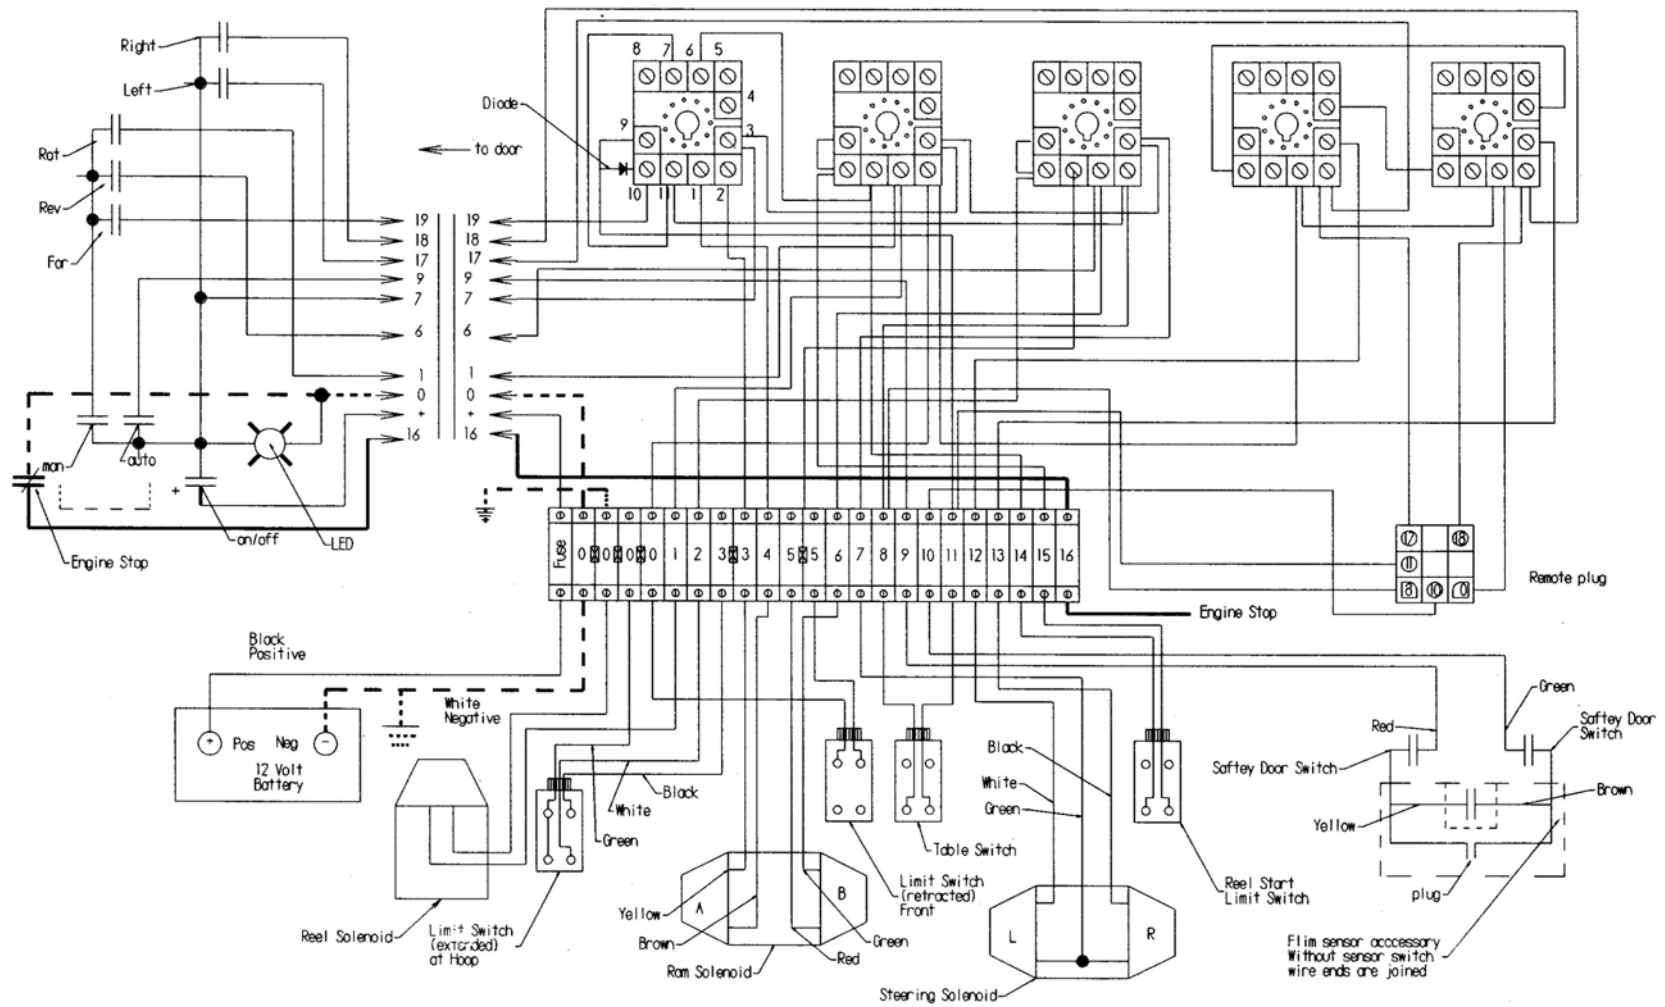 Right
Left
Rot
Rev
For
Diode
to door
8 7 6 5
4
3
9
10 11 1 2
19 19
18 18
17 17
9 9
7 7
6 6
1 1
0 0
+ +
16 16
man
auto
+
on/off
LED
Engine Stop
Fuse 0 0 0 0 1 2 3 3 4 5 5 6 7 8 9 10 11 12 13 14 15 16
17 18
11
8 10 0
Remote plug
Engine Stop
Black
Positive
White
Negative
+ Pos Neg -
12 Volt
Battery
Reel Solenoid
Limit Switch
(extended)
at Hoop
Green
White
Black
Yellow
Brown
A
B
Green
Red
Ram Solenoid
Limit Switch
(retracted)
Front
Table Switch
Black
White
Green
L
R
Steering Solenoid
Reel Start
Limit Switch
Red
Green
Saftey Door Switch
Saftey Door
Switch
Yellow
Brown
plug
Flim sensor acccessary
Without sensor switch
wire ends are joined